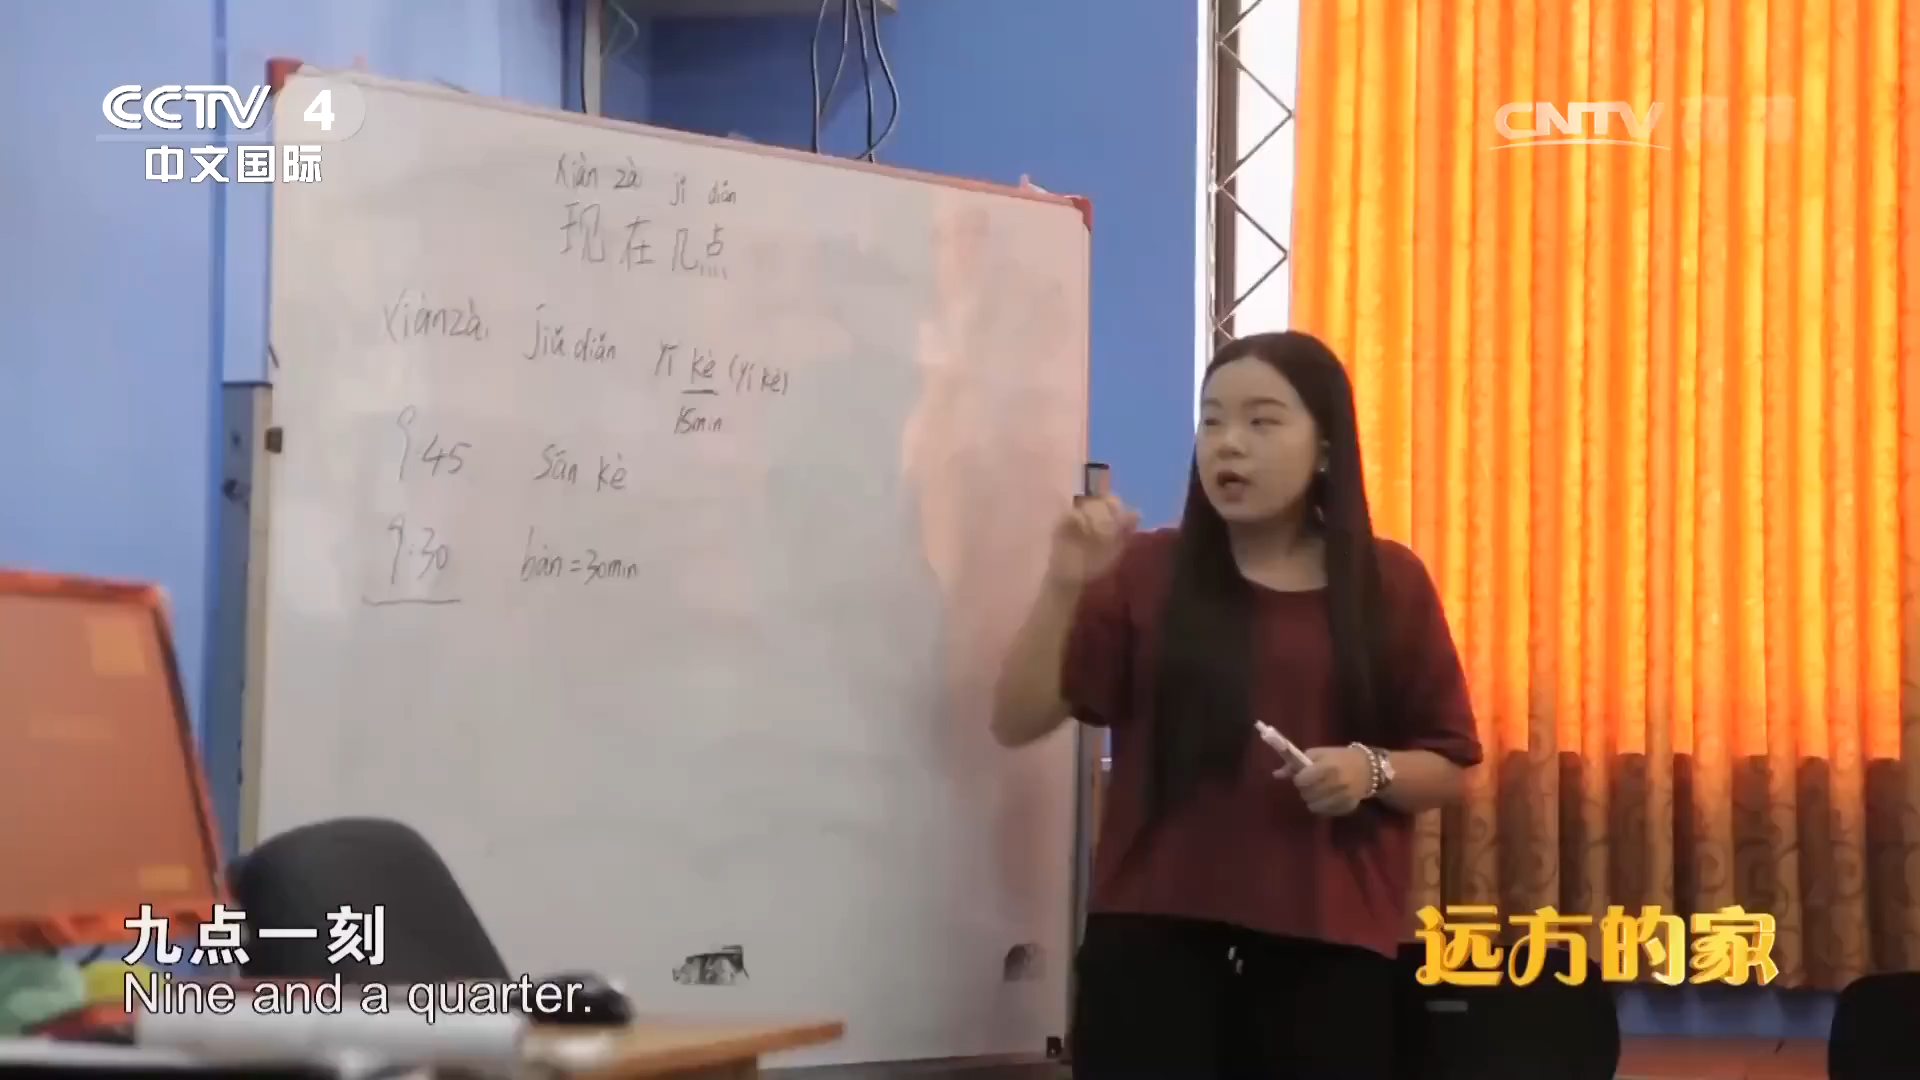 CCTV 4
中文国际
CNTV
xiàn zà jǐ diǎn
现在几点
xiànzà. jiǔ diǎn yī kè (yí kè)
15min
9.45 sān kè
9:30 bàn = 30min
九点一刻
Nine and a quarter.
远方的家